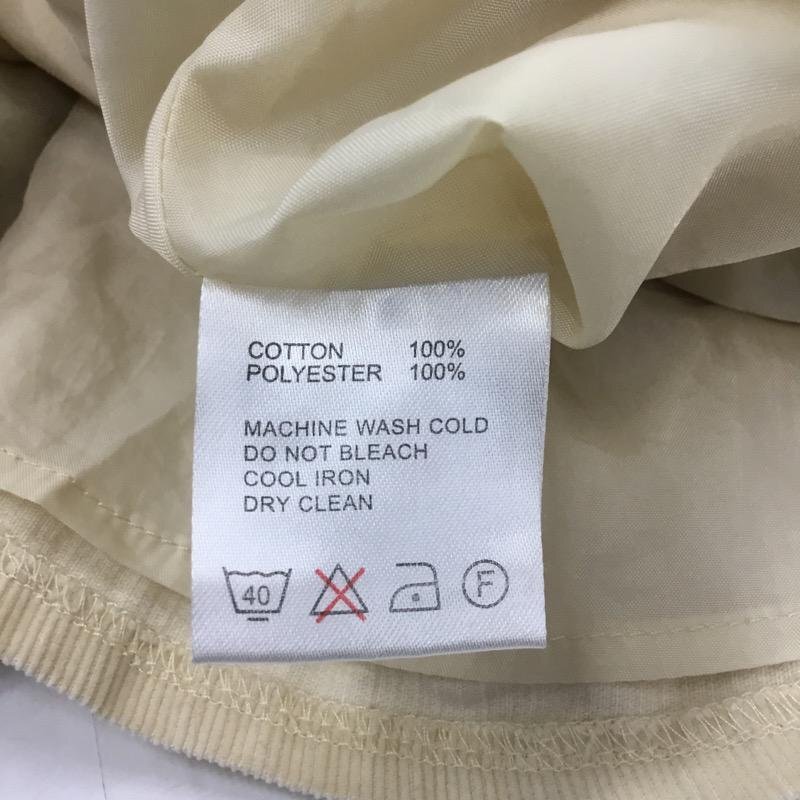 COTTON 100%
POLYESTER 100%
MACHINE WASH COLD
DO NOT BLEACH
COOL IRON
DRY CLEAN
40 F